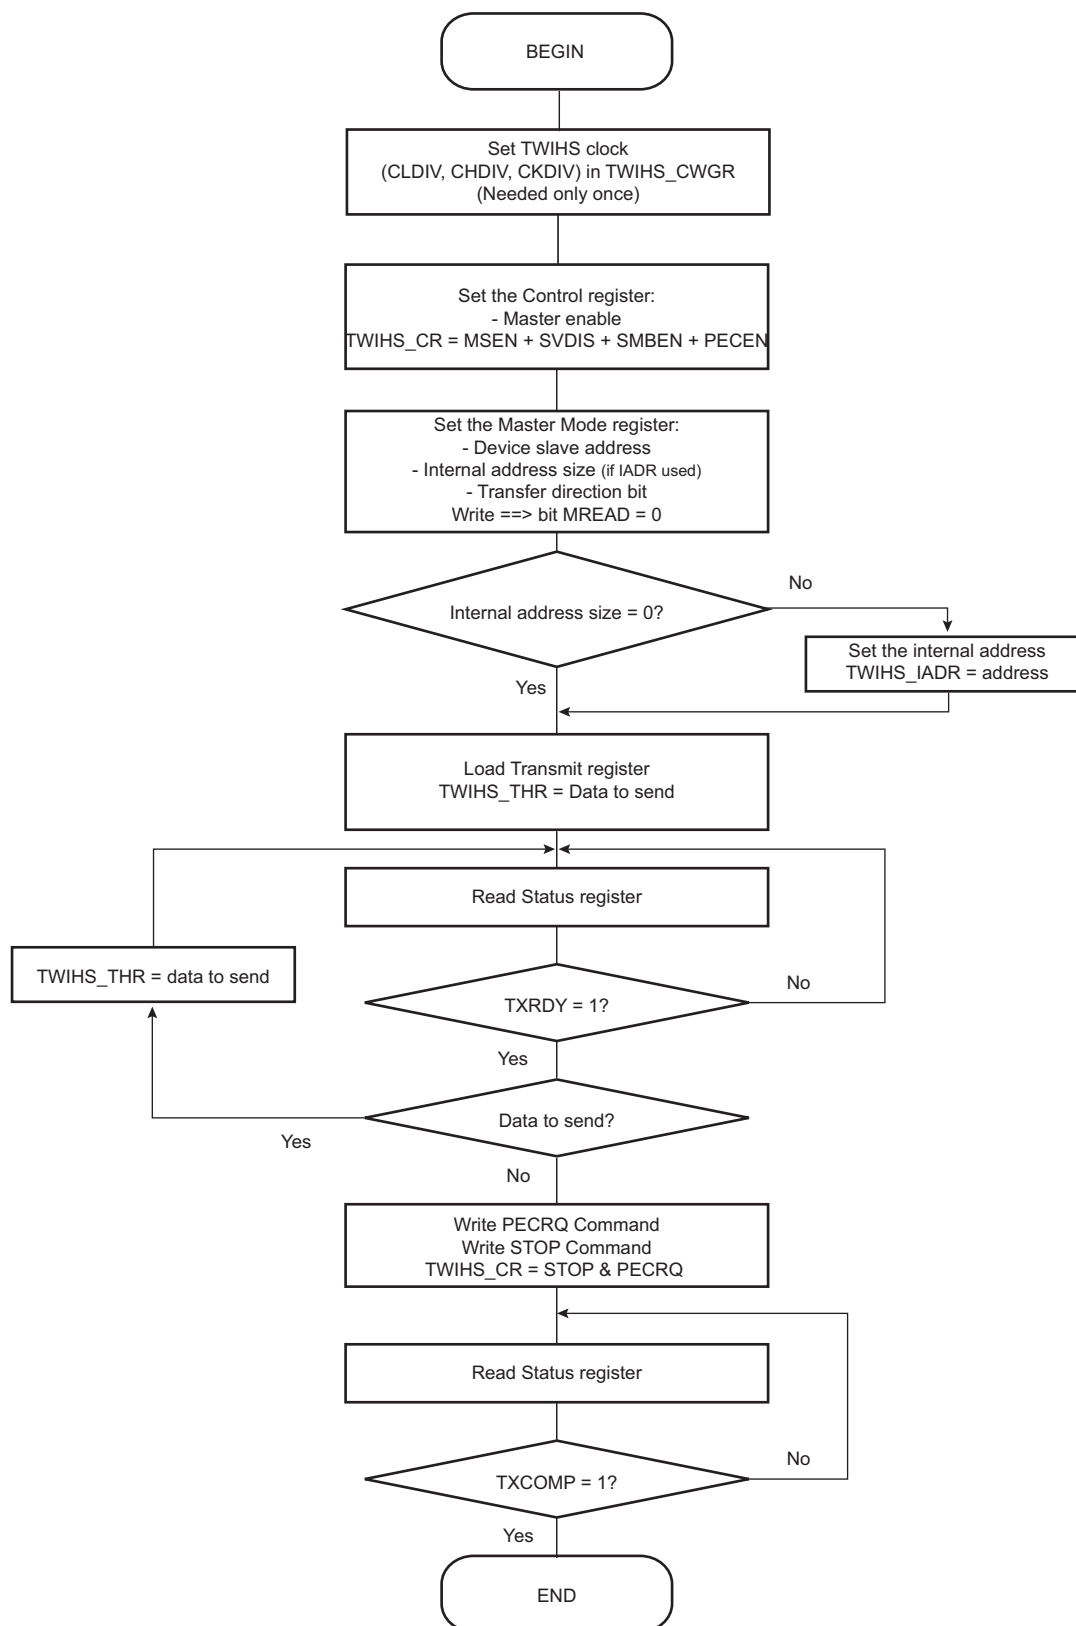 BEGIN
Set TWIHS clock
(CLDIV, CHDIV, CKDIV) in TWIHS_CWGR
(Needed only once)
Set the Control register:
- Master enable
TWIHS_CR = MSEN + SVDIS + SMBEN + PECEN
Set the Master Mode register:
- Device slave address
- Internal address size (if IADR used)
- Transfer direction bit
Write ==> bit MREAD = 0
Internal address size = 0?
No
Set the internal address
TWIHS_IADR = address
Yes
Load Transmit register
TWIHS_THR = Data to send
Read Status register
TWIHS_THR = data to send
TXRDY = 1?
No
Yes
Data to send?
Yes
No
Write PECRQ Command
Write STOP Command
TWIHS_CR = STOP & PECRQ
Read Status register
TXCOMP = 1?
No
Yes
END